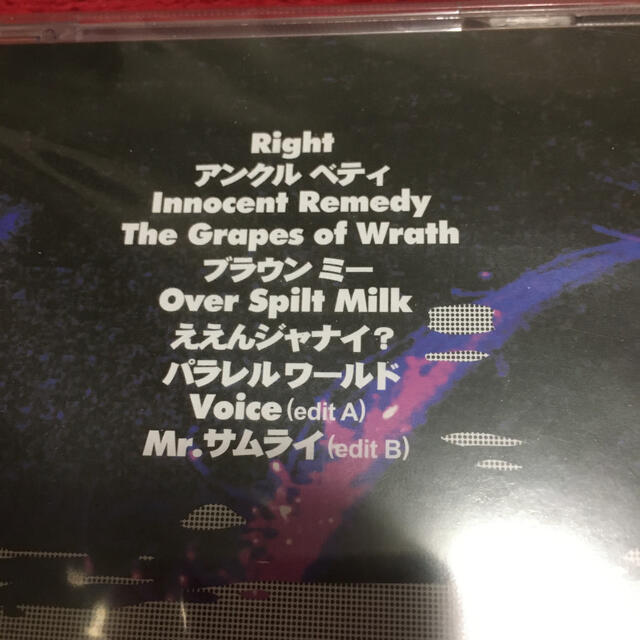 Right
アンクル ベティ
Innocent Remedy
The Grapes of Wrath
ブラウン ミー
Over Spilt Milk
ええんジャナイ？
パラレルワールド
Voice (edit A)
Mr.サムライ (edit B)